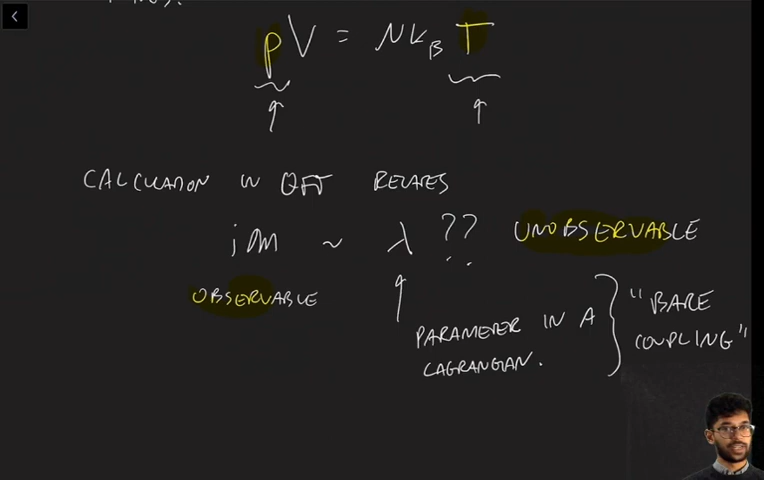 pV = Nk_B T
CALCULATION IN QFT RELATES
iM ~ λ ?? UNOBSERVABLE
OBSERVABLE
PARAMETER IN A
LAGRANGIAN.
"BARE
COUPLING"